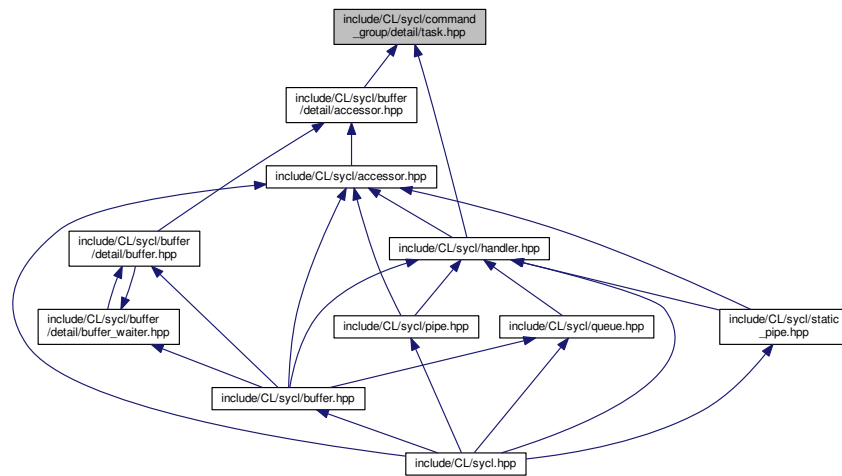 include/CL/sycl/command
_group/detail/task.hpp
include/CL/sycl/buffer
/detail/accessor.hpp
include/CL/sycl/accessor.hpp
include/CL/sycl/buffer
/detail/buffer.hpp
include/CL/sycl/handler.hpp
include/CL/sycl/buffer
/detail/buffer_waiter.hpp
include/CL/sycl/pipe.hpp
include/CL/sycl/queue.hpp
include/CL/sycl/static
_pipe.hpp
include/CL/sycl/buffer.hpp
include/CL/sycl.hpp